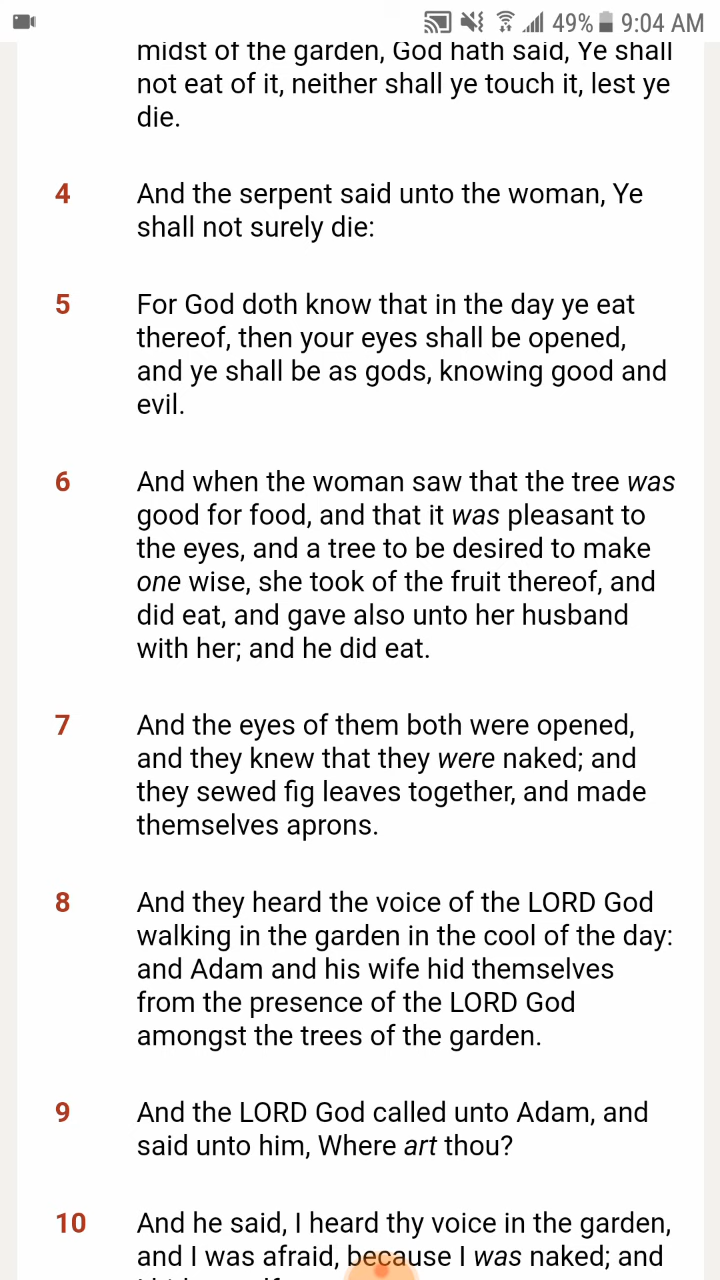 49% 9:04 AM
midst of the garden, God hath said, Ye shall
not eat of it, neither shall ye touch it, lest ye
die.
4 And the serpent said unto the woman, Ye
shall not surely die:
5 For God doth know that in the day ye eat
thereof, then your eyes shall be opened,
and ye shall be as gods, knowing good and
evil.
6 And when the woman saw that the tree was
good for food, and that it was pleasant to
the eyes, and a tree to be desired to make
one wise, she took of the fruit thereof, and
did eat, and gave also unto her husband
with her; and he did eat.
7 And the eyes of them both were opened,
and they knew that they were naked; and
they sewed fig leaves together, and made
themselves aprons.
8 And they heard the voice of the LORD God
walking in the garden in the cool of the day:
and Adam and his wife hid themselves
from the presence of the LORD God
amongst the trees of the garden.
9 And the LORD God called unto Adam, and
said unto him, Where art thou?
10 And he said, I heard thy voice in the garden,
and I was afraid, because I was naked; and